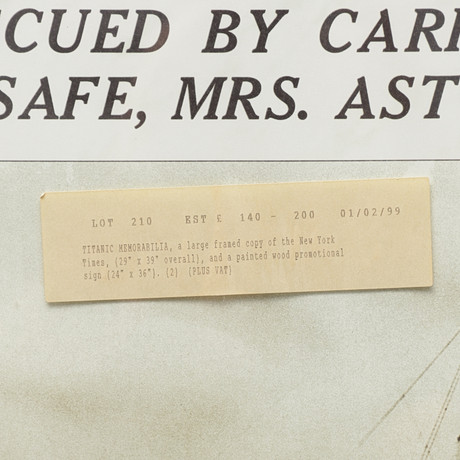 CUED BY CAR
SAFE, MRS. AST
LOT 210 EST £ 140 - 200 01/02/99
TITANIC MEMORABILIA, a large framed copy of the New York
Times, (29" x 39" overall), and a painted wood promotional
sign (24" x 36"). (2) (PLUS VAT)